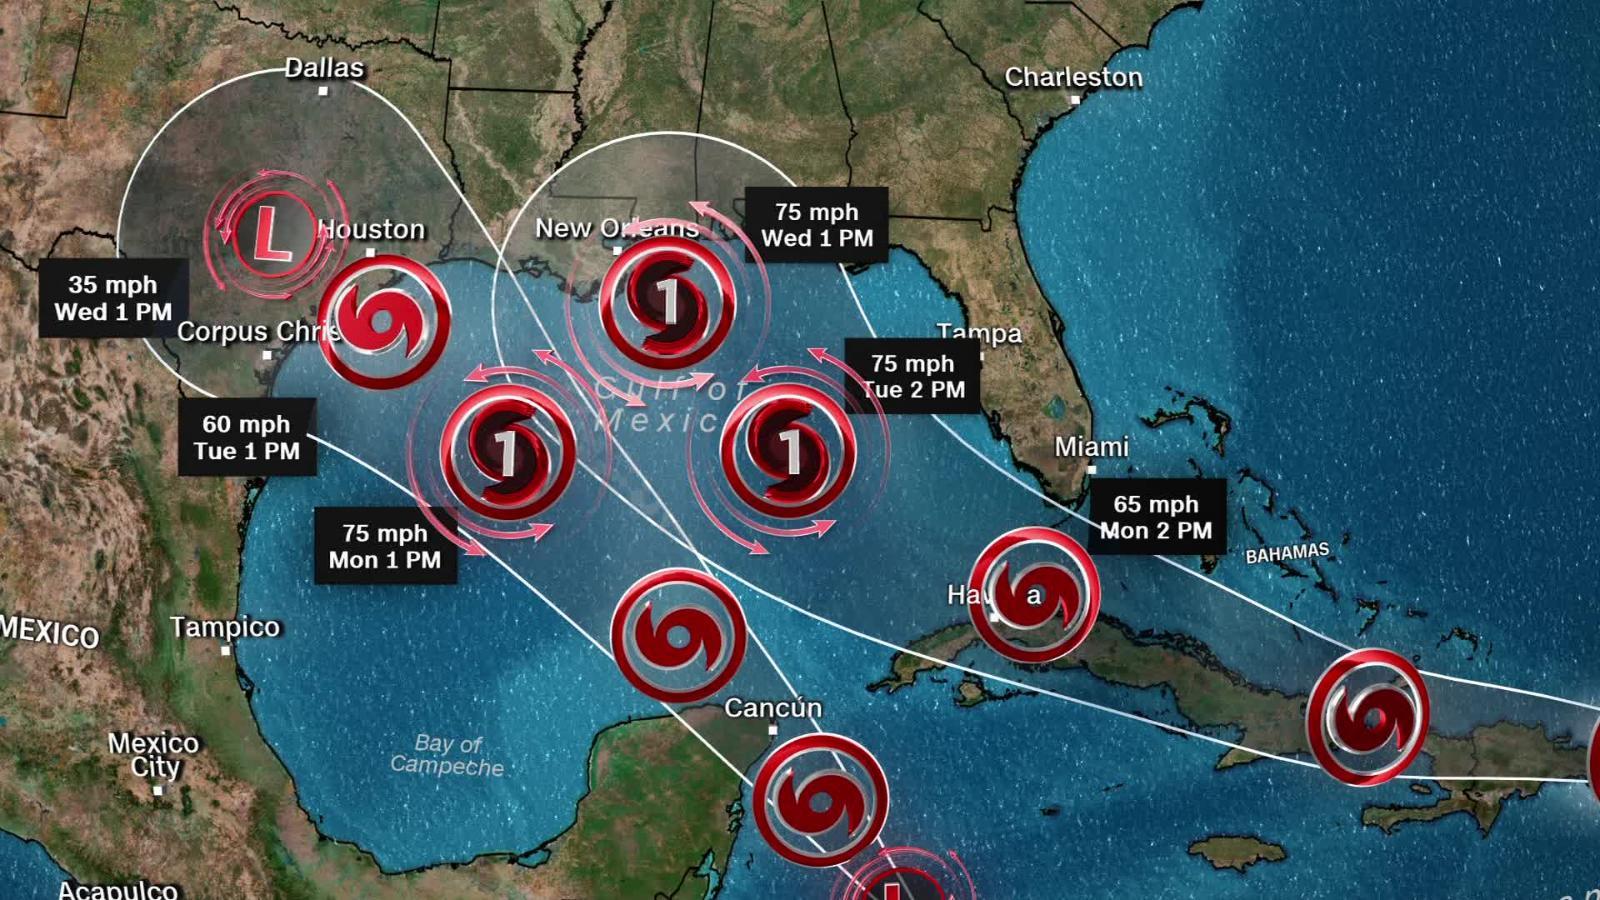 Dallas
Charleston
L
Houston
New Orleans
75 mph
Wed 1 PM
35 mph
Wed 1 PM
Corpus Chris
1
Tampa
75 mph
Tue 2 PM
Gulf of
Mexic
60 mph
Tue 1 PM
1
1
Miami
65 mph
Mon 2 PM
75 mph
Mon 1 PM
BAHAMAS
Ha a
MEXICO
Tampico
Cancún
Mexico
City
Bay of
Campeche
Acapulco